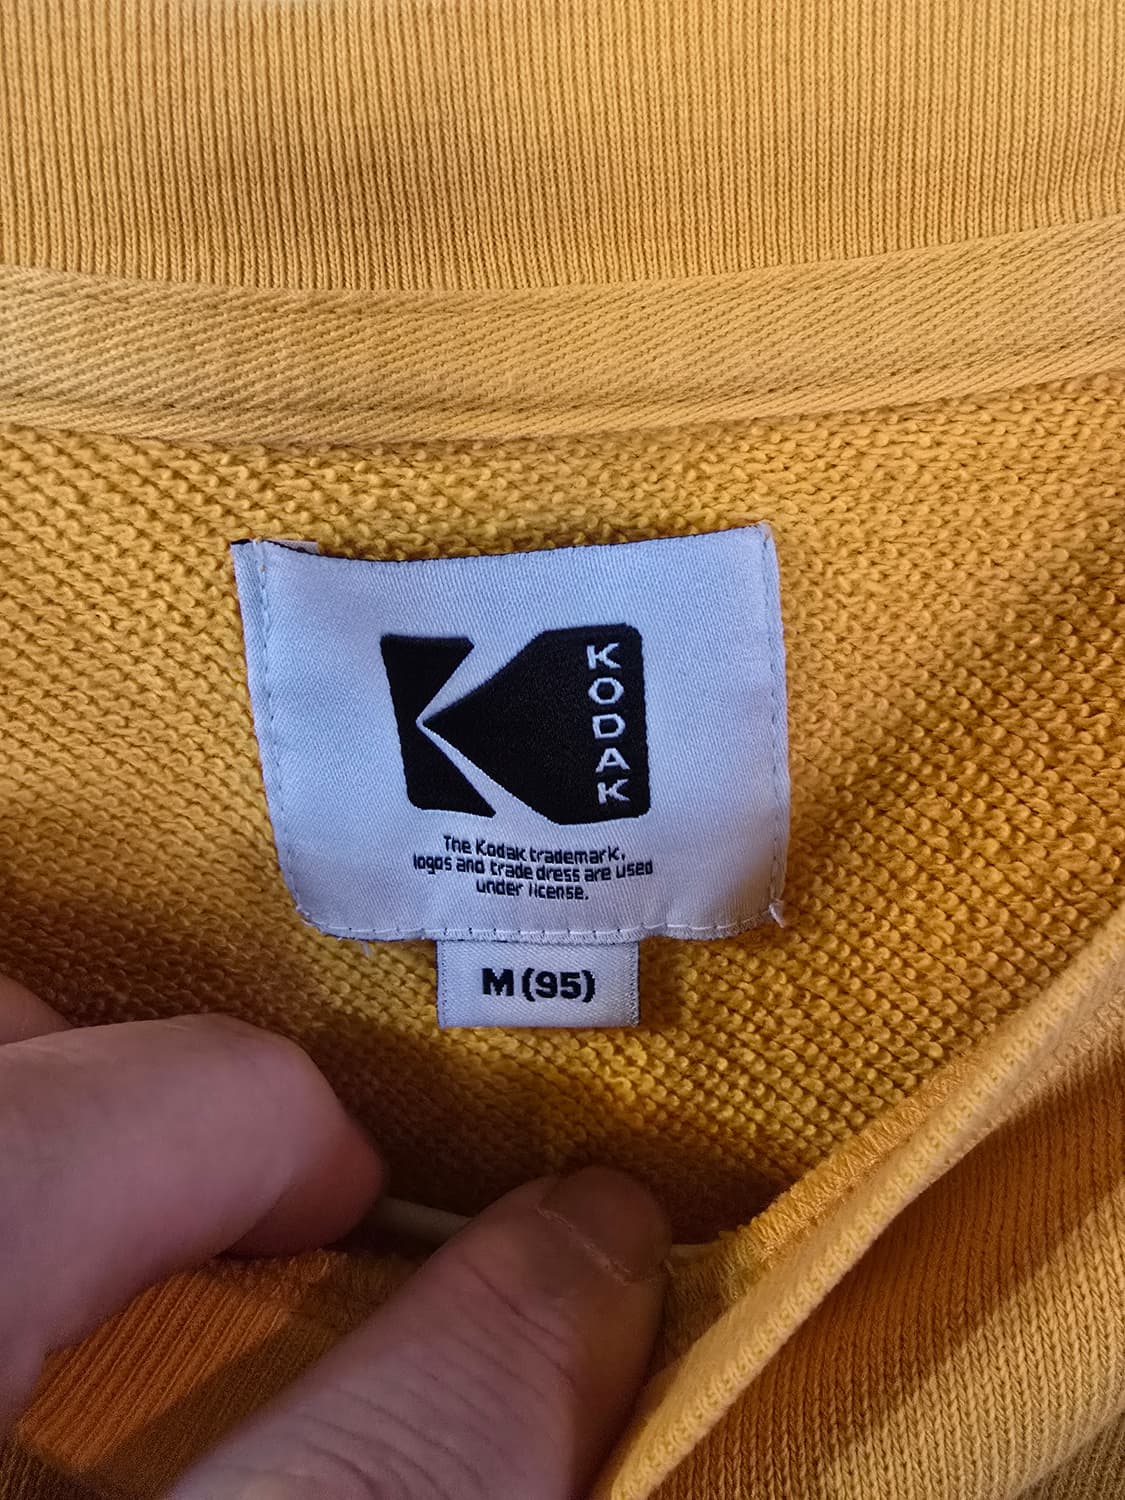 KODAK
The Kodak trademark,
logos and trade dress are used
under license.
M (95)